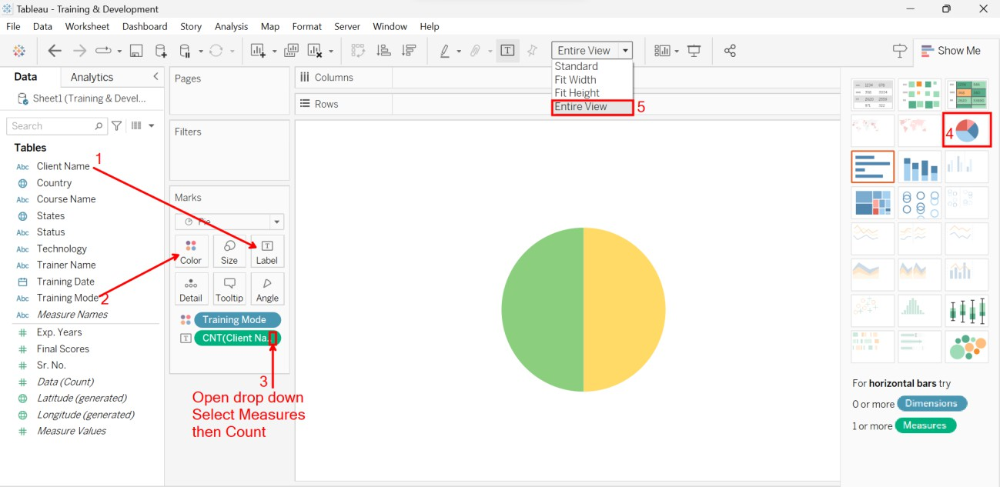 Tableau - Training & Development
File Data Worksheet Dashboard Story Analysis Map Format Server Window Help
Entire View
Show Me
Standard
Fit Width
Fit Height
Entire View
5
Data Analytics
Sheet1 (Training & Devel...
Search
Tables
Abc Client Name
1
Country
Abc Course Name
States
Abc Status
Abc Technology
Abc Trainer Name
Training Date
Abc Training Mode
2
Abc Measure Names
Exp. Years
Final Scores
Sr. No.
Data (Count)
Latitude (generated)
Longitude (generated)
Measure Values
Pages
Filters
Marks
Pie
Color Size Label
Detail Tooltip Angle
Training Mode
CNT(Client Na..
3
Open drop down
Select Measures
then Count
Columns
Rows
4
For horizontal bars try
0 or more Dimensions
1 or more Measures